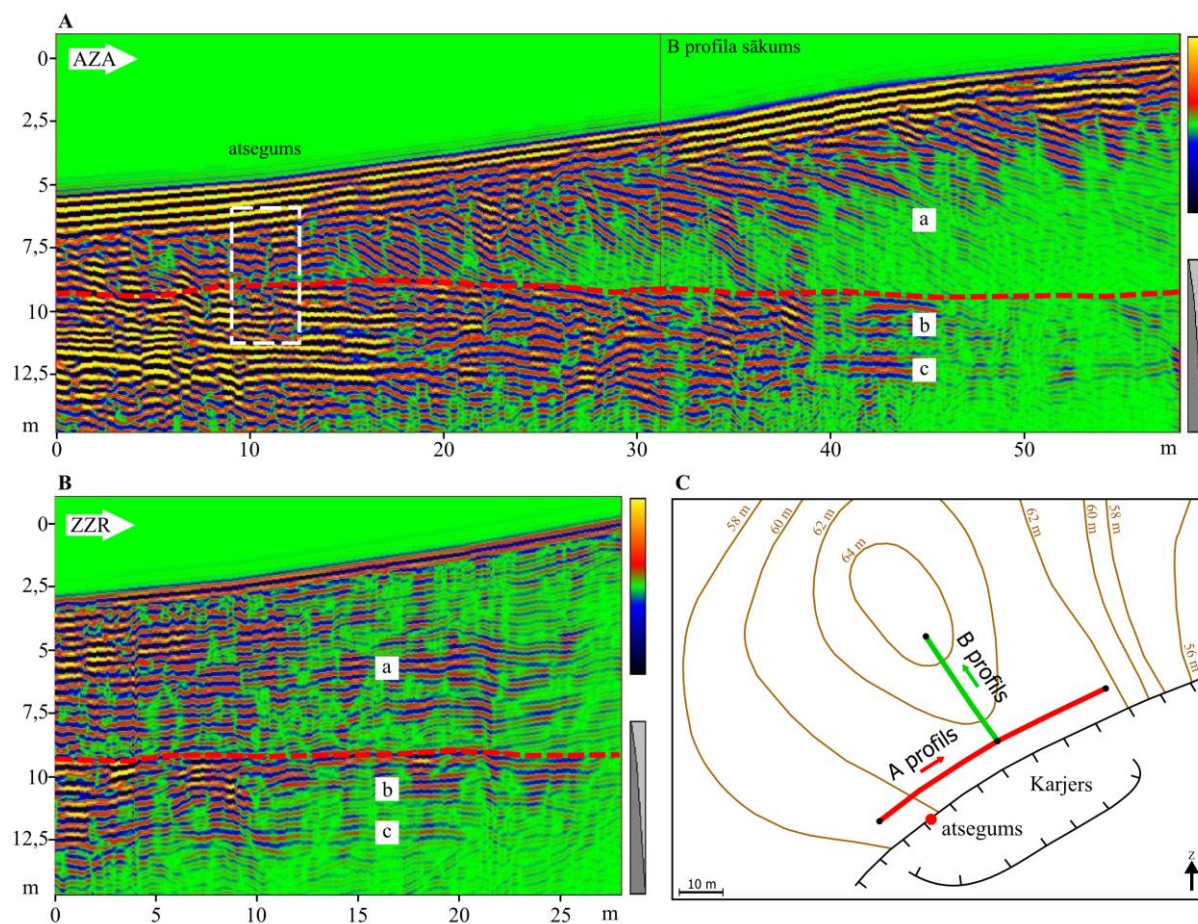 A
AZA
B profila sākums
atsegums
0
2,5
5
7,5
10
12,5
m
a
b
c
0
10
20
30
40
50
m
B
ZZR
0
2,5
5
7,5
10
12,5
m
a
b
c
0
5
10
15
20
25
m
C
58 m
60 m
62 m
64 m
62 m
60 m
58 m
56 m
B profils
A profils
Karjers
atsegums
10 m
Z